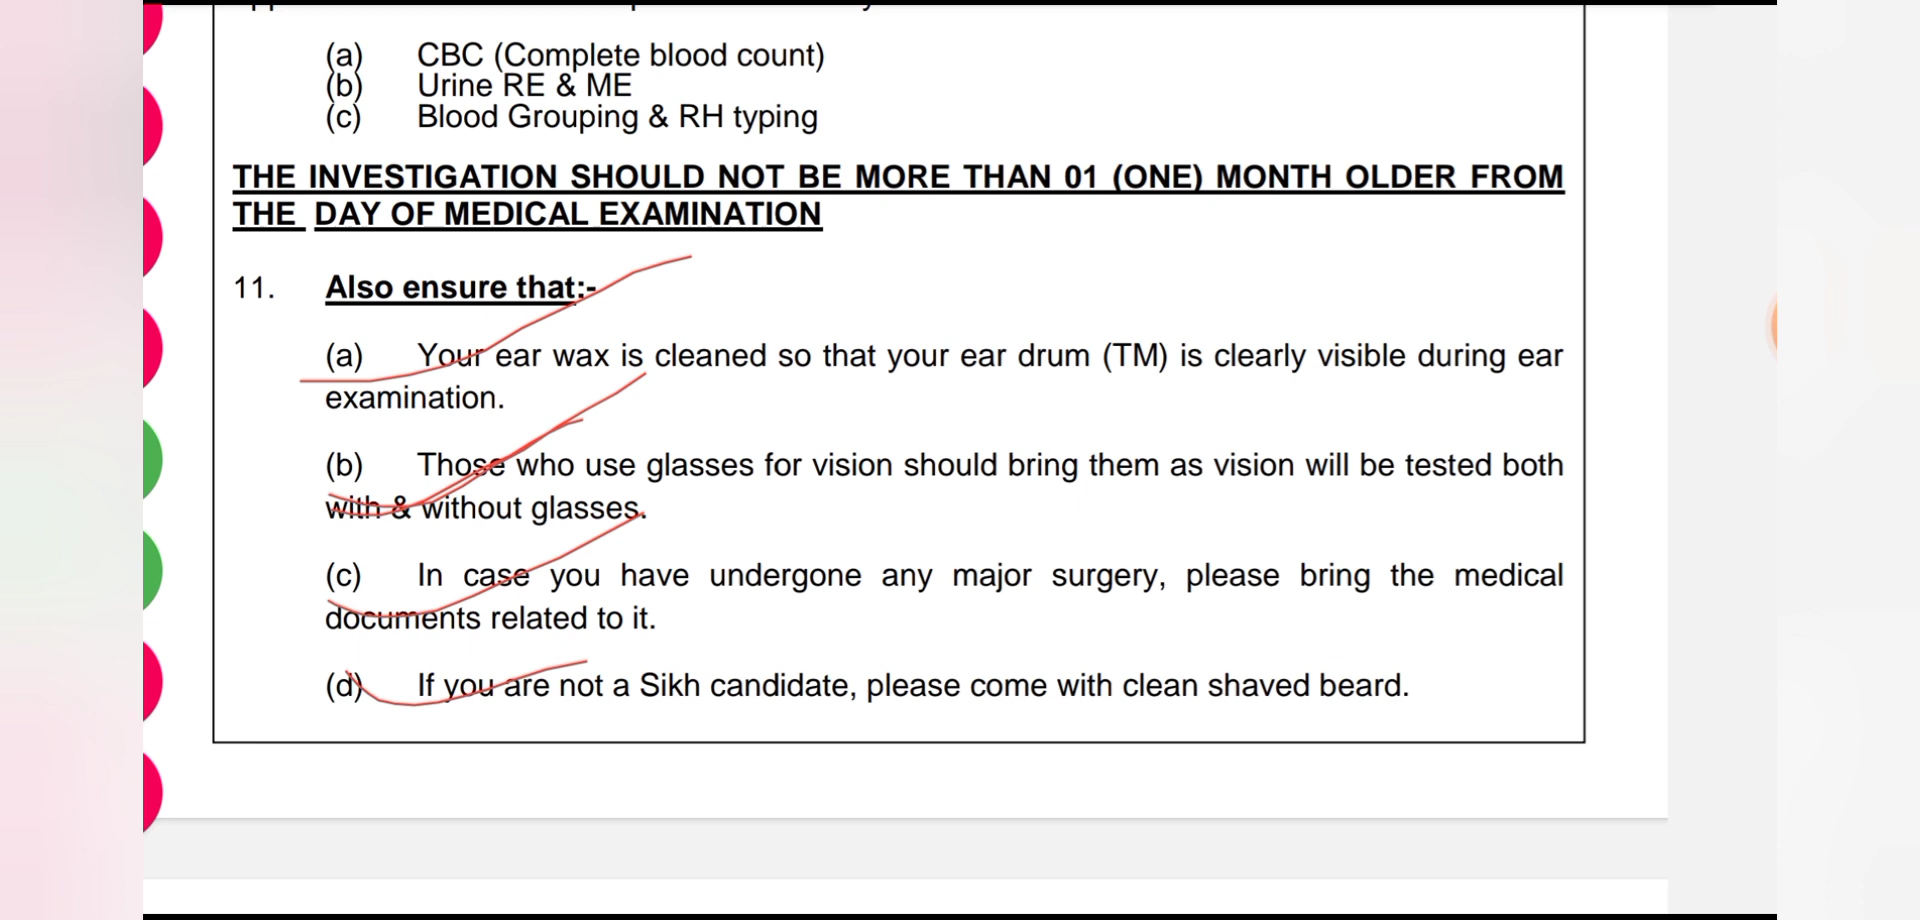 (a) CBC (Complete blood count)
(b) Urine RE & ME
(c) Blood Grouping & RH typing
THE INVESTIGATION SHOULD NOT BE MORE THAN 01 (ONE) MONTH OLDER FROM
THE DAY OF MEDICAL EXAMINATION
11. Also ensure that:-
(a) Your ear wax is cleaned so that your ear drum (TM) is clearly visible during ear
examination.
(b) Those who use glasses for vision should bring them as vision will be tested both
with & without glasses.
(c) In case you have undergone any major surgery, please bring the medical
documents related to it.
(d) If you are not a Sikh candidate, please come with clean shaved beard.